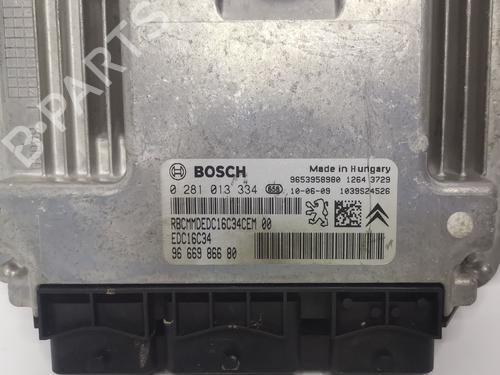 B-PARTS
BOSCH
Made in Hungary
9653958980 1264 3729
0 281 013 334 858 10-06-09 1039S24526
RBCMMDEDC16C34CEM 00
EDC16C34
96 669 866 80